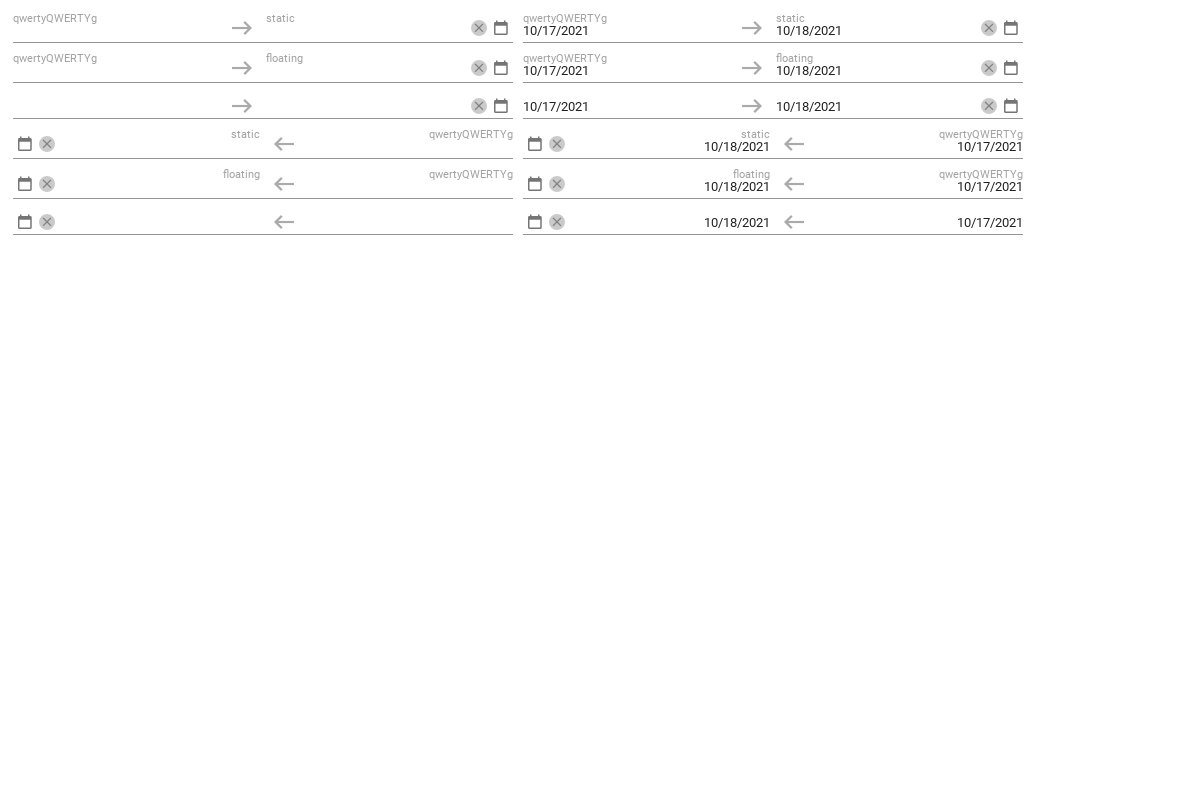 qwertyQWERTYg static qwertyQWERTYg static
10/17/2021 10/18/2021
qwertyQWERTYg floating qwertyQWERTYg floating
10/17/2021 10/18/2021
10/17/2021 10/18/2021
static qwertyQWERTYg static qwertyQWERTYg
10/18/2021 10/17/2021
floating qwertyQWERTYg floating qwertyQWERTYg
10/18/2021 10/17/2021
10/18/2021 10/17/2021